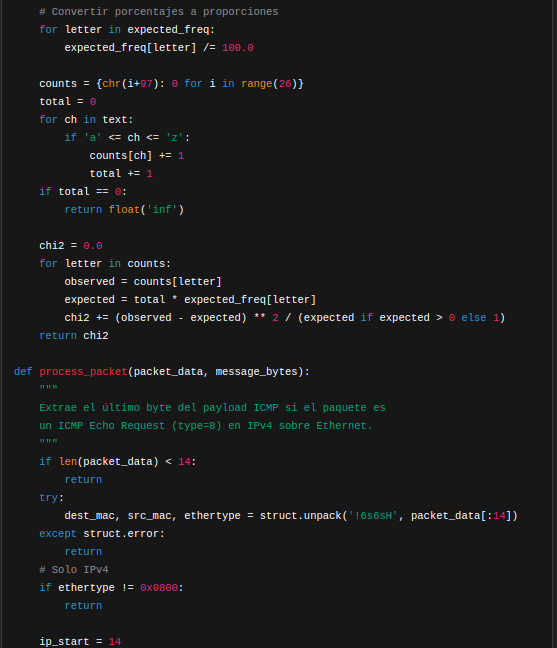 # Convertir porcentajes a proporciones
for letter in expected_freq:
expected_freq[letter] /= 100.0
counts = {chr(i+97): 0 for i in range(26)}
total = 0
for ch in text:
if 'a' <= ch <= 'z':
counts[ch] += 1
total += 1
if total == 0:
return float('inf')
chi2 = 0.0
for letter in counts:
observed = counts[letter]
expected = total * expected_freq[letter]
chi2 += (observed - expected) ** 2 / (expected if expected > 0 else 1)
return chi2
def process_packet(packet_data, message_bytes):
"""
Extrae el último byte del payload ICMP si el paquete es
un ICMP Echo Request (type=8) en IPv4 sobre Ethernet.
"""
if len(packet_data) < 14:
return
try:
dest_mac, src_mac, ethertype = struct.unpack('!6s6sH', packet_data[:14])
except struct.error:
return
# Solo IPv4
if ethertype != 0x0800:
return
ip_start = 14